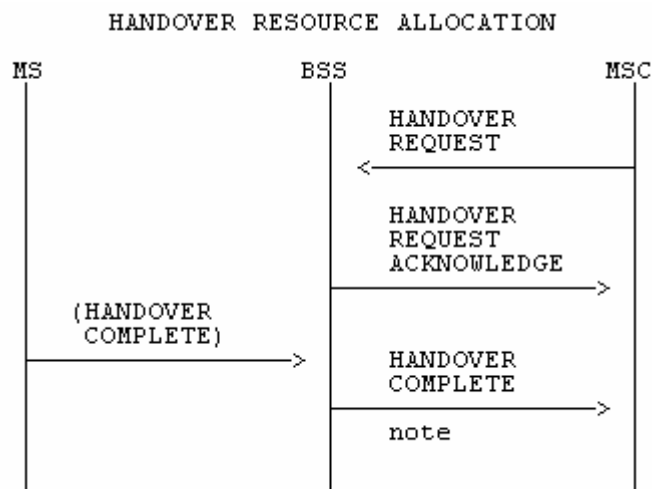 HANDOVER RESOURCE ALLOCATION
MS BSS MSC
HANDOVER
REQUEST
HANDOVER
REQUEST
ACKNOWLEDGE
(HANDOVER
COMPLETE)
HANDOVER
COMPLETE
note